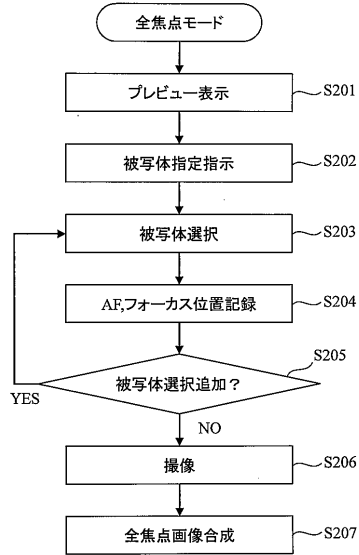 全焦点モード
プレビュー表示 S201
被写体指定指示 S202
被写体選択 S203
AF,フォーカス位置記録 S204
被写体選択追加？ S205
YES
NO
撮像 S206
全焦点画像合成 S207